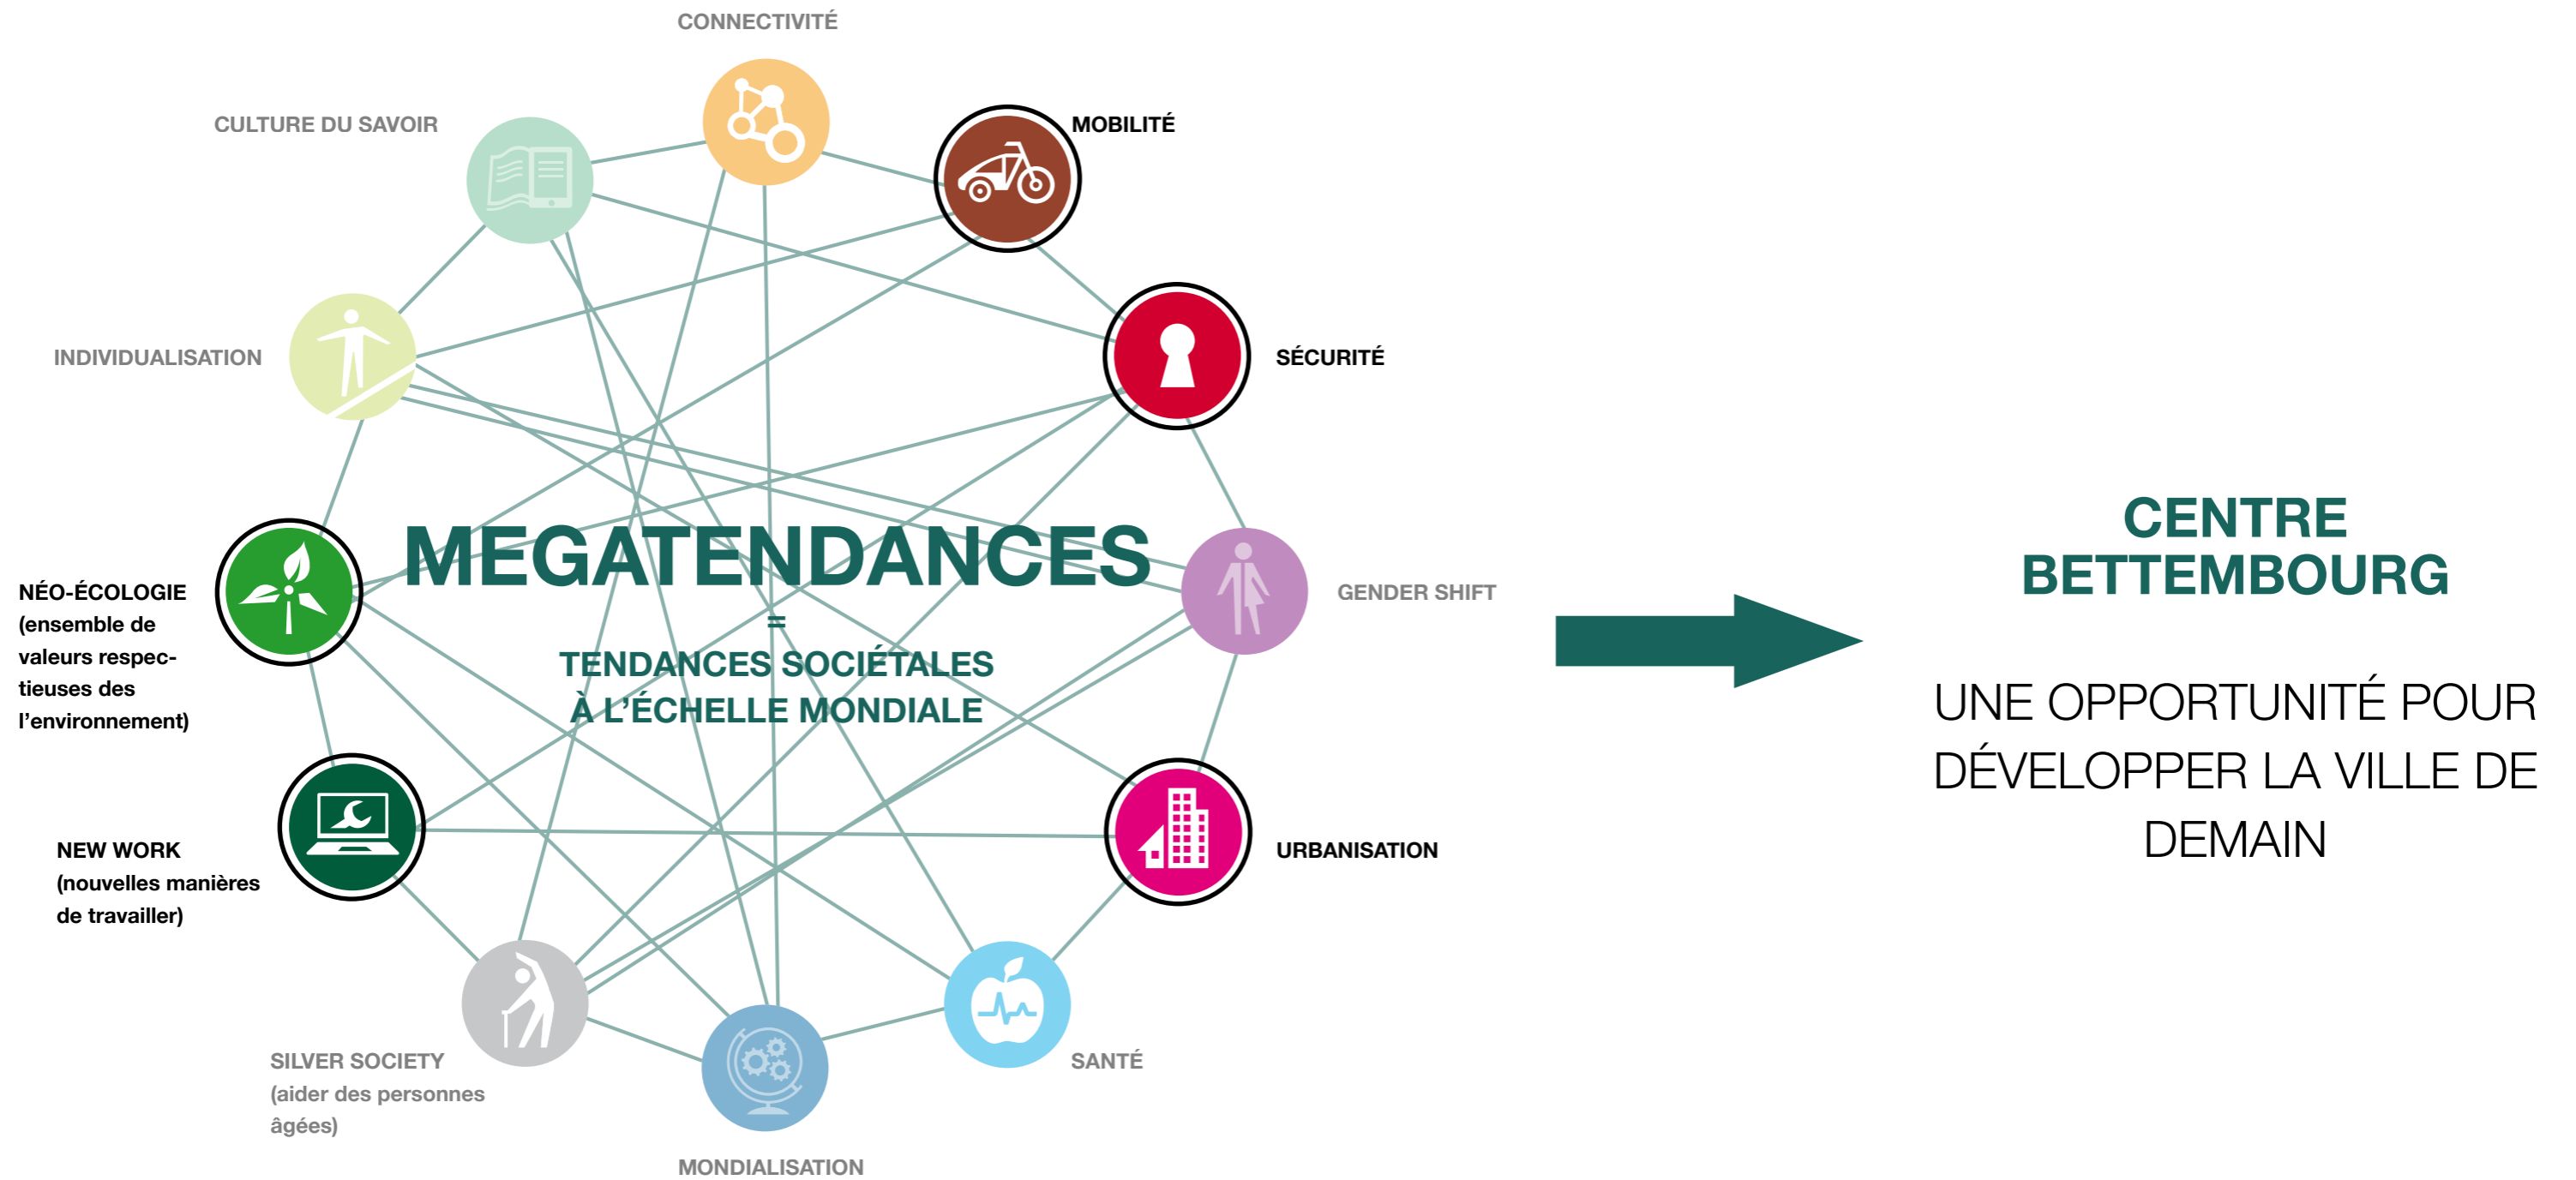 CONNECTIVITÉ
CULTURE DU SAVOIR
MOBILITÉ
INDIVIDUALISATION
SÉCURITÉ
NÉO-ÉCOLOGIE
(ensemble de
valeurs respec-
tieuses des
l'environnement)
MEGATENDANCES
=
TENDANCES SOCIÉTALES
À L'ÉCHELLE MONDIALE
GENDER SHIFT
NEW WORK
(nouvelles manières
de travailler)
URBANISATION
SILVER SOCIETY
(aider des personnes
âgées)
SANTÉ
MONDIALISATION
CENTRE
BETTEMBOURG
UNE OPPORTUNITÉ POUR
DÉVELOPPER LA VILLE DE
DEMAIN